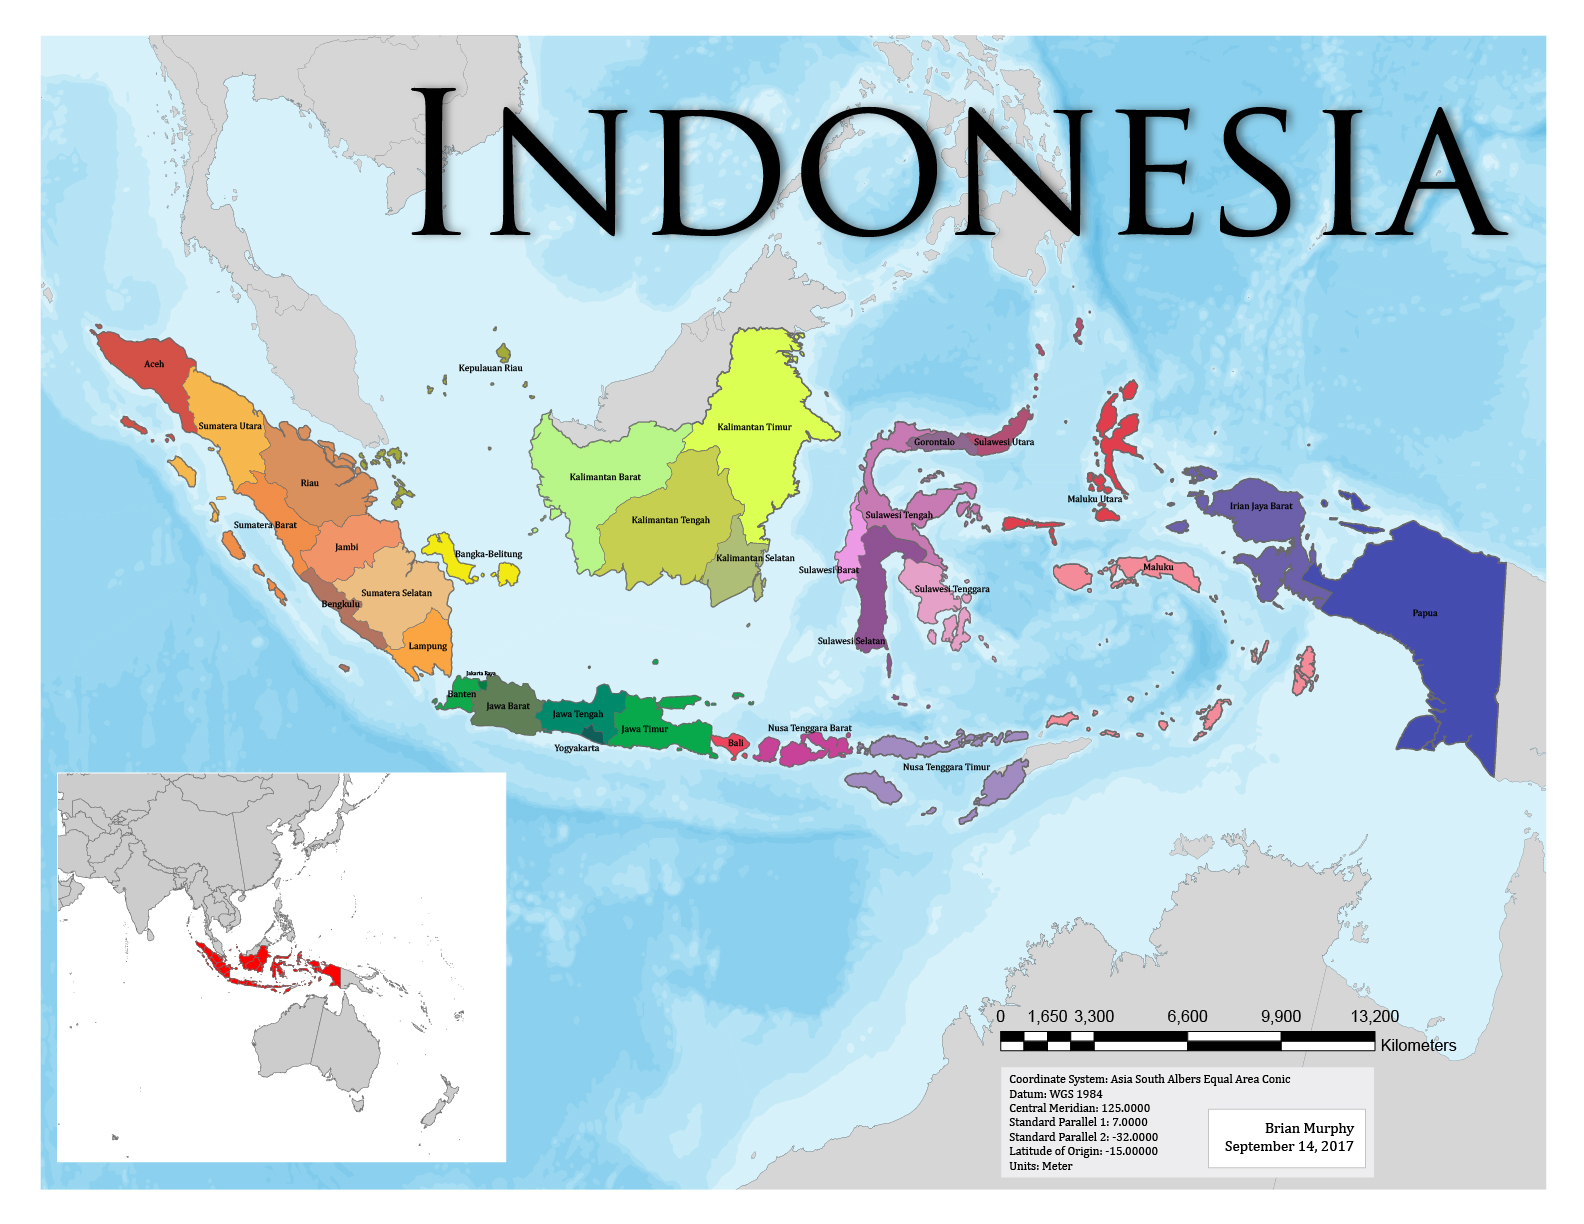 INDONESIA
Aceh
Kepulauan Riau
Sumatera Utara
Kalimantan Timur
Gorontalo
Sulawesi Utara
Kalimantan Barat
Riau
Maluku Utara
Irian Jaya Barat
Sulawesi Tengah
Kalimantan Tengah
Sumatera Barat
Jambi
Bangka-Belitung
Kalimantan Selatan
Sulawesi Barat
Maluku
Sumatera Selatan
Sulawesi Tenggara
Bengkulu
Papua
Lampung
Sulawesi Selatan
Jakarta Raya
Banten
Jawa Barat
Jawa Tengah
Jawa Timur
Nusa Tenggara Barat
Bali
Yogyakarta
Nusa Tenggara Timur
0 1,650 3,300 6,600 9,900 13,200
Kilometers
Coordinate System: Asia South Albers Equal Area Conic
Datum: WGS 1984
Central Meridian: 125.0000
Standard Parallel 1: 7.0000
Standard Parallel 2: -32.0000
Latitude of Origin: -15.00000
Units: Meter
Brian Murphy
September 14, 2017